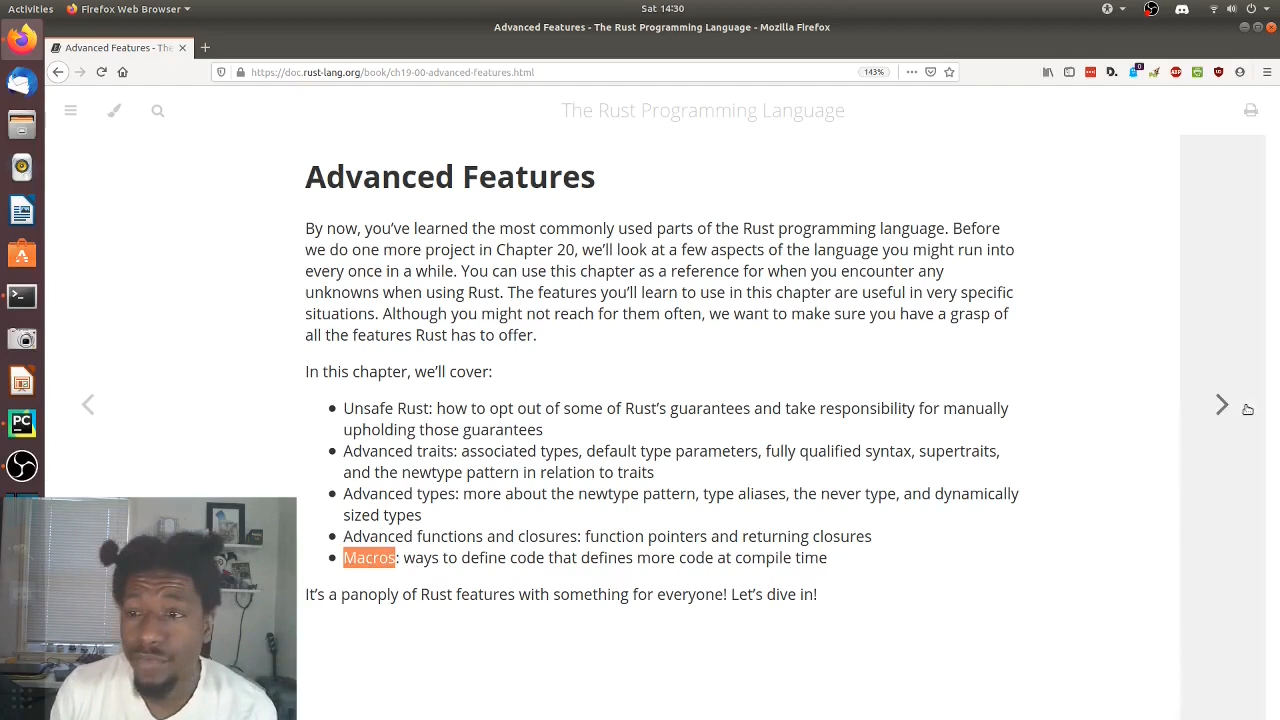 Activities
Firefox Web Browser
Sat 14:30
Advanced Features - The Rust Programming Language - Mozilla Firefox
Advanced Features - The
https://doc.rust-lang.org/book/ch19-00-advanced-features.html
143%
The Rust Programming Language
Advanced Features
By now, you’ve learned the most commonly used parts of the Rust programming language. Before
we do one more project in Chapter 20, we’ll look at a few aspects of the language you might run into
every once in a while. You can use this chapter as a reference for when you encounter any
unknowns when using Rust. The features you’ll learn to use in this chapter are useful in very specific
situations. Although you might not reach for them often, we want to make sure you have a grasp of
all the features Rust has to offer.
In this chapter, we’ll cover:
Unsafe Rust: how to opt out of some of Rust’s guarantees and take responsibility for manually
upholding those guarantees
Advanced traits: associated types, default type parameters, fully qualified syntax, supertraits,
and the newtype pattern in relation to traits
Advanced types: more about the newtype pattern, type aliases, the never type, and dynamically
sized types
Advanced functions and closures: function pointers and returning closures
Macros: ways to define code that defines more code at compile time
It’s a panoply of Rust features with something for everyone! Let’s dive in!
PC